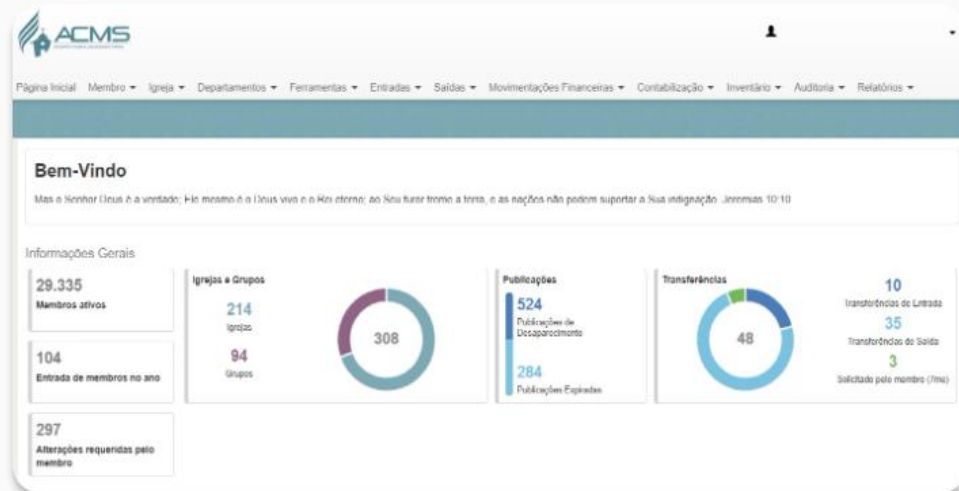 ACMS
Página Inicial Membro Igreja Departamentos Ferramentas Entradas Saídas Movimentações Financeiras Contabilização Inventário Auditoria Relatórios
Bem-Vindo
Mas o Senhor Deus é a verdade; Ele mesmo é o Deus vivo e o Rei eterno; ao Seu furor treme a terra, e as nações não podem suportar a Sua indignação. Jeremias 10:10
Informações Gerais
29.335
Membros ativos
104
Entrada de membros no ano
297
Alterações requeridas pelo
membro
Igrejas e Grupos
214
Igrejas
94
Grupos
308
Publicações
524
Publicações de
Desaparecimento
284
Publicações Expiradas
Transferências
48
10
Transferências de Entrada
35
Transferências de Saída
3
Solicitado pelo membro (7me)